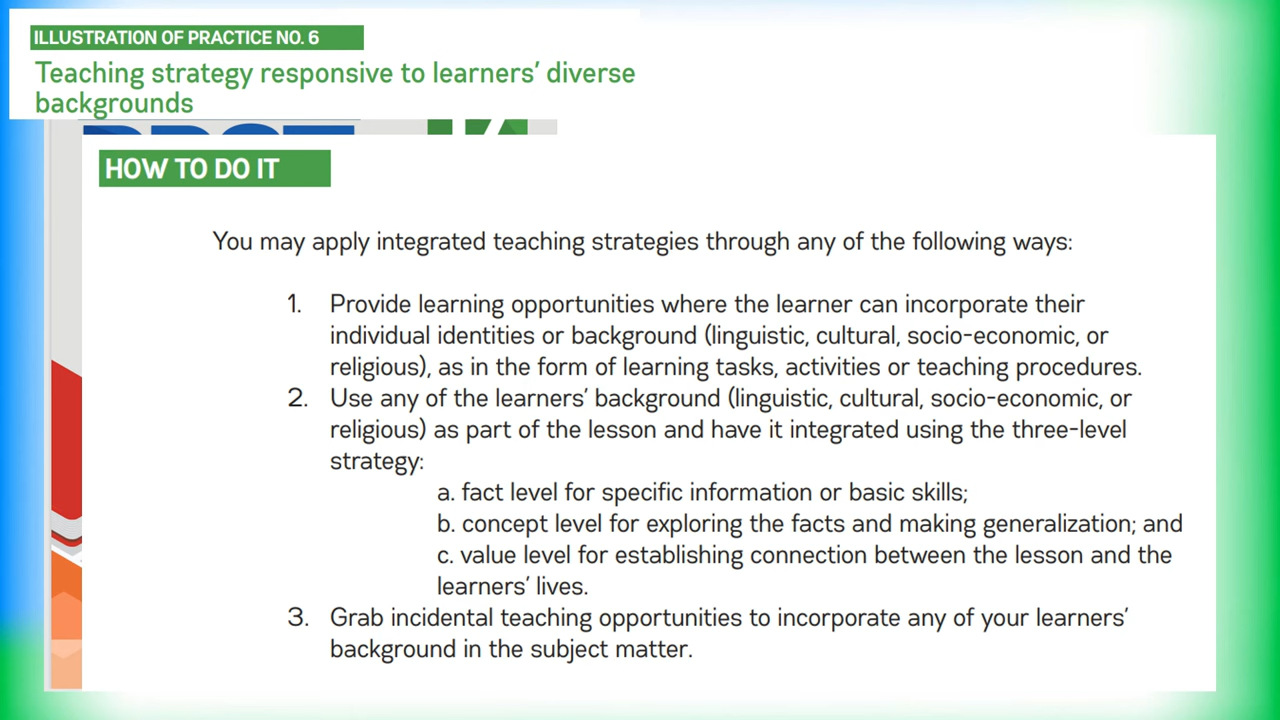 ILLUSTRATION OF PRACTICE NO. 6
Teaching strategy responsive to learners’ diverse
backgrounds
HOW TO DO IT
You may apply integrated teaching strategies through any of the following ways:
1. Provide learning opportunities where the learner can incorporate their
individual identities or background (linguistic, cultural, socio-economic, or
religious), as in the form of learning tasks, activities or teaching procedures.
2. Use any of the learners’ background (linguistic, cultural, socio-economic, or
religious) as part of the lesson and have it integrated using the three-level
strategy:
a. fact level for specific information or basic skills;
b. concept level for exploring the facts and making generalization; and
c. value level for establishing connection between the lesson and the
learners’ lives.
3. Grab incidental teaching opportunities to incorporate any of your learners’
background in the subject matter.